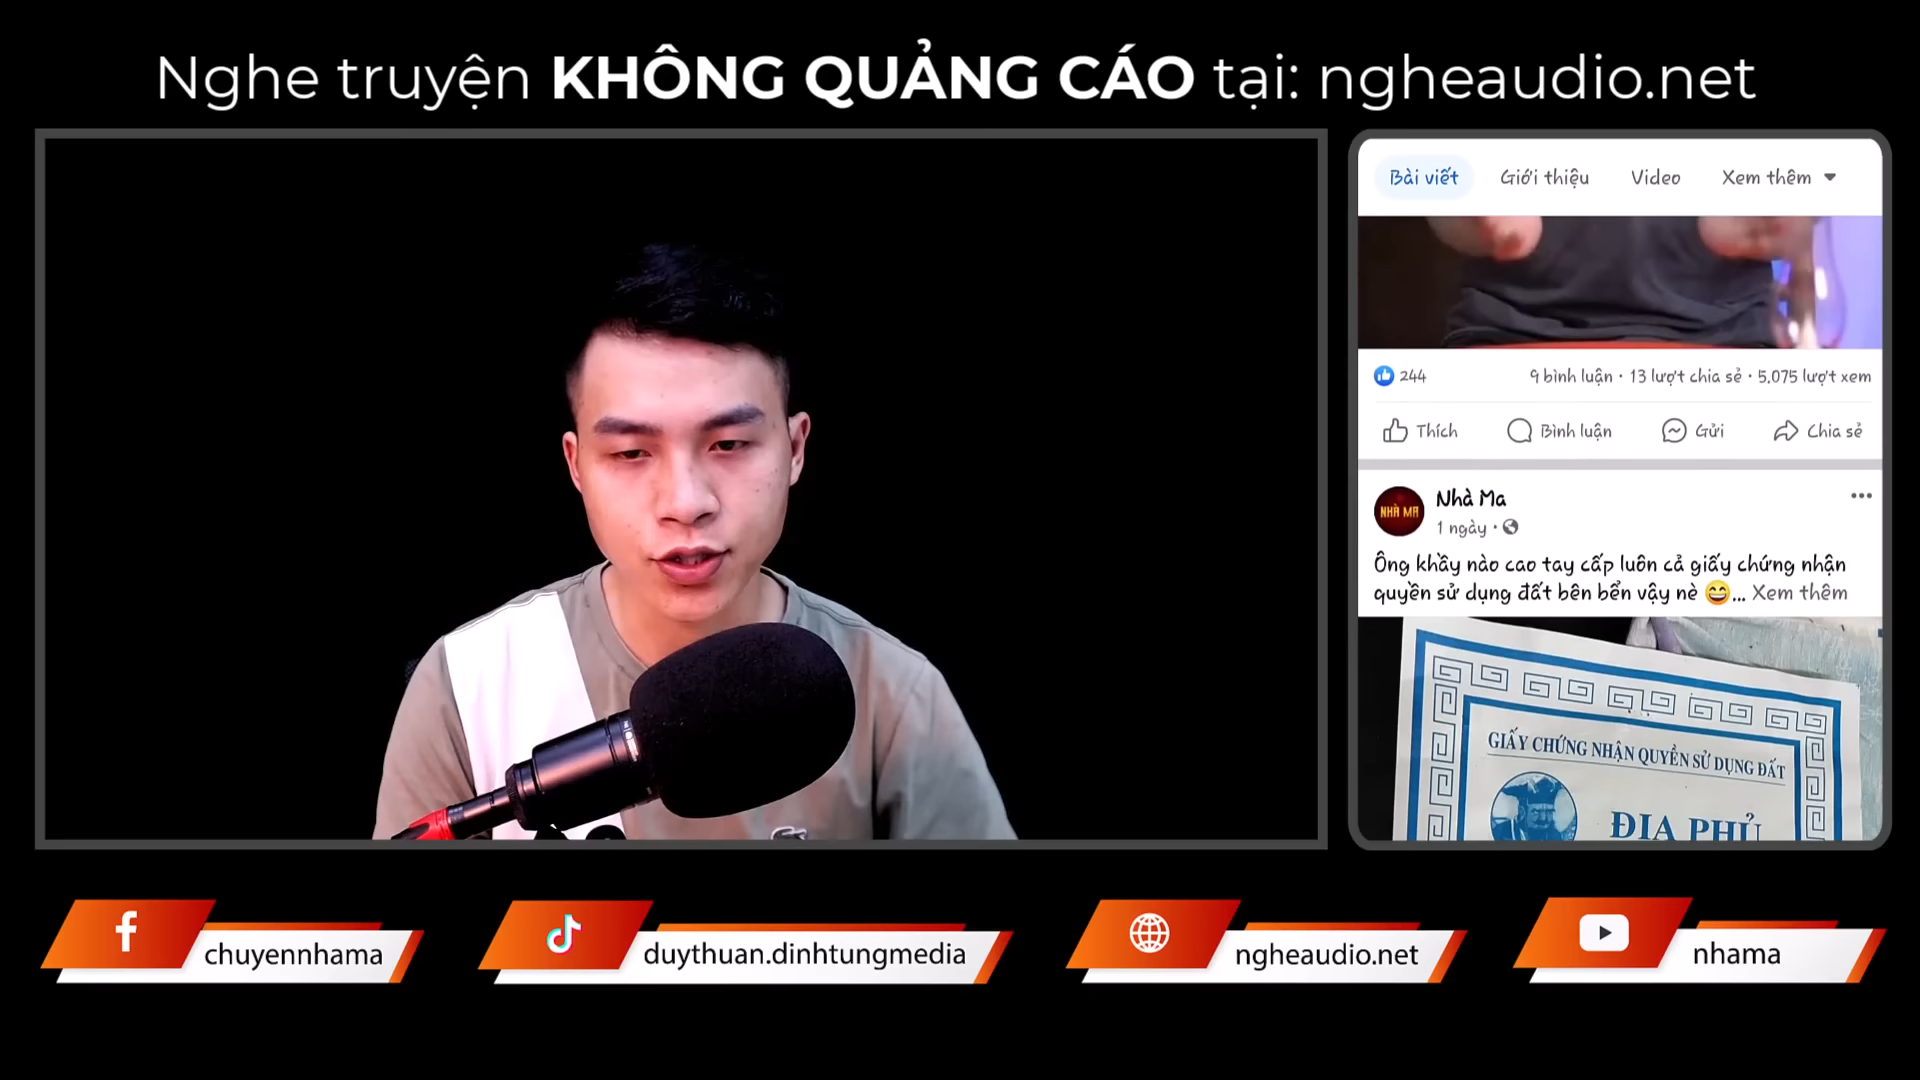 Nghe truyện KHÔNG QUẢNG CÁO tại: ngheaudio.net
Bài viết Giới thiệu Video Xem thêm
244 9 bình luận · 13 lượt chia sẻ · 5.075 lượt xem
Thích Bình luận Gửi Chia sẻ
NHÀ MA
Nhà Ma
1 ngày
Ông khầy nào cao tay cấp luôn cả giấy chứng nhận
quyền sử dụng đất bên bển vậy nè 😄... Xem thêm
GIẤY CHỨNG NHẬN QUYỀN SỬ DỤNG ĐẤT
ĐỊA PHỦ
chuyennhama
duythuan.dinhtungmedia
ngheaudio.net
nhama